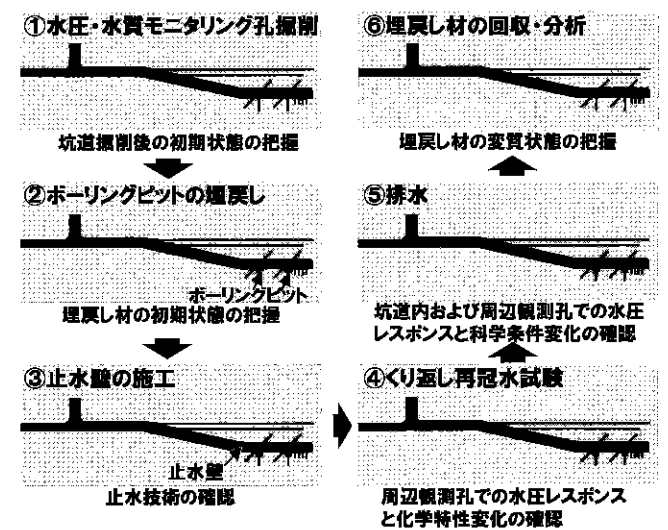 ①水圧・水質モニタリング孔掘削
坑道掘削後の初期状態の把握
②ボーリングピットの埋戻し
ボーリングピット
埋戻し材の初期状態の把握
③止水壁の施工
止水壁
止水技術の確認
④くり返し再冠水試験
周辺観測孔での水圧レスポンス
と化学特性変化の確認
⑤排水
坑道内および周辺観測孔での水圧
レスポンスと科学条件変化の確認
⑥埋戻し材の回収・分析
埋戻し材の変質状態の把握